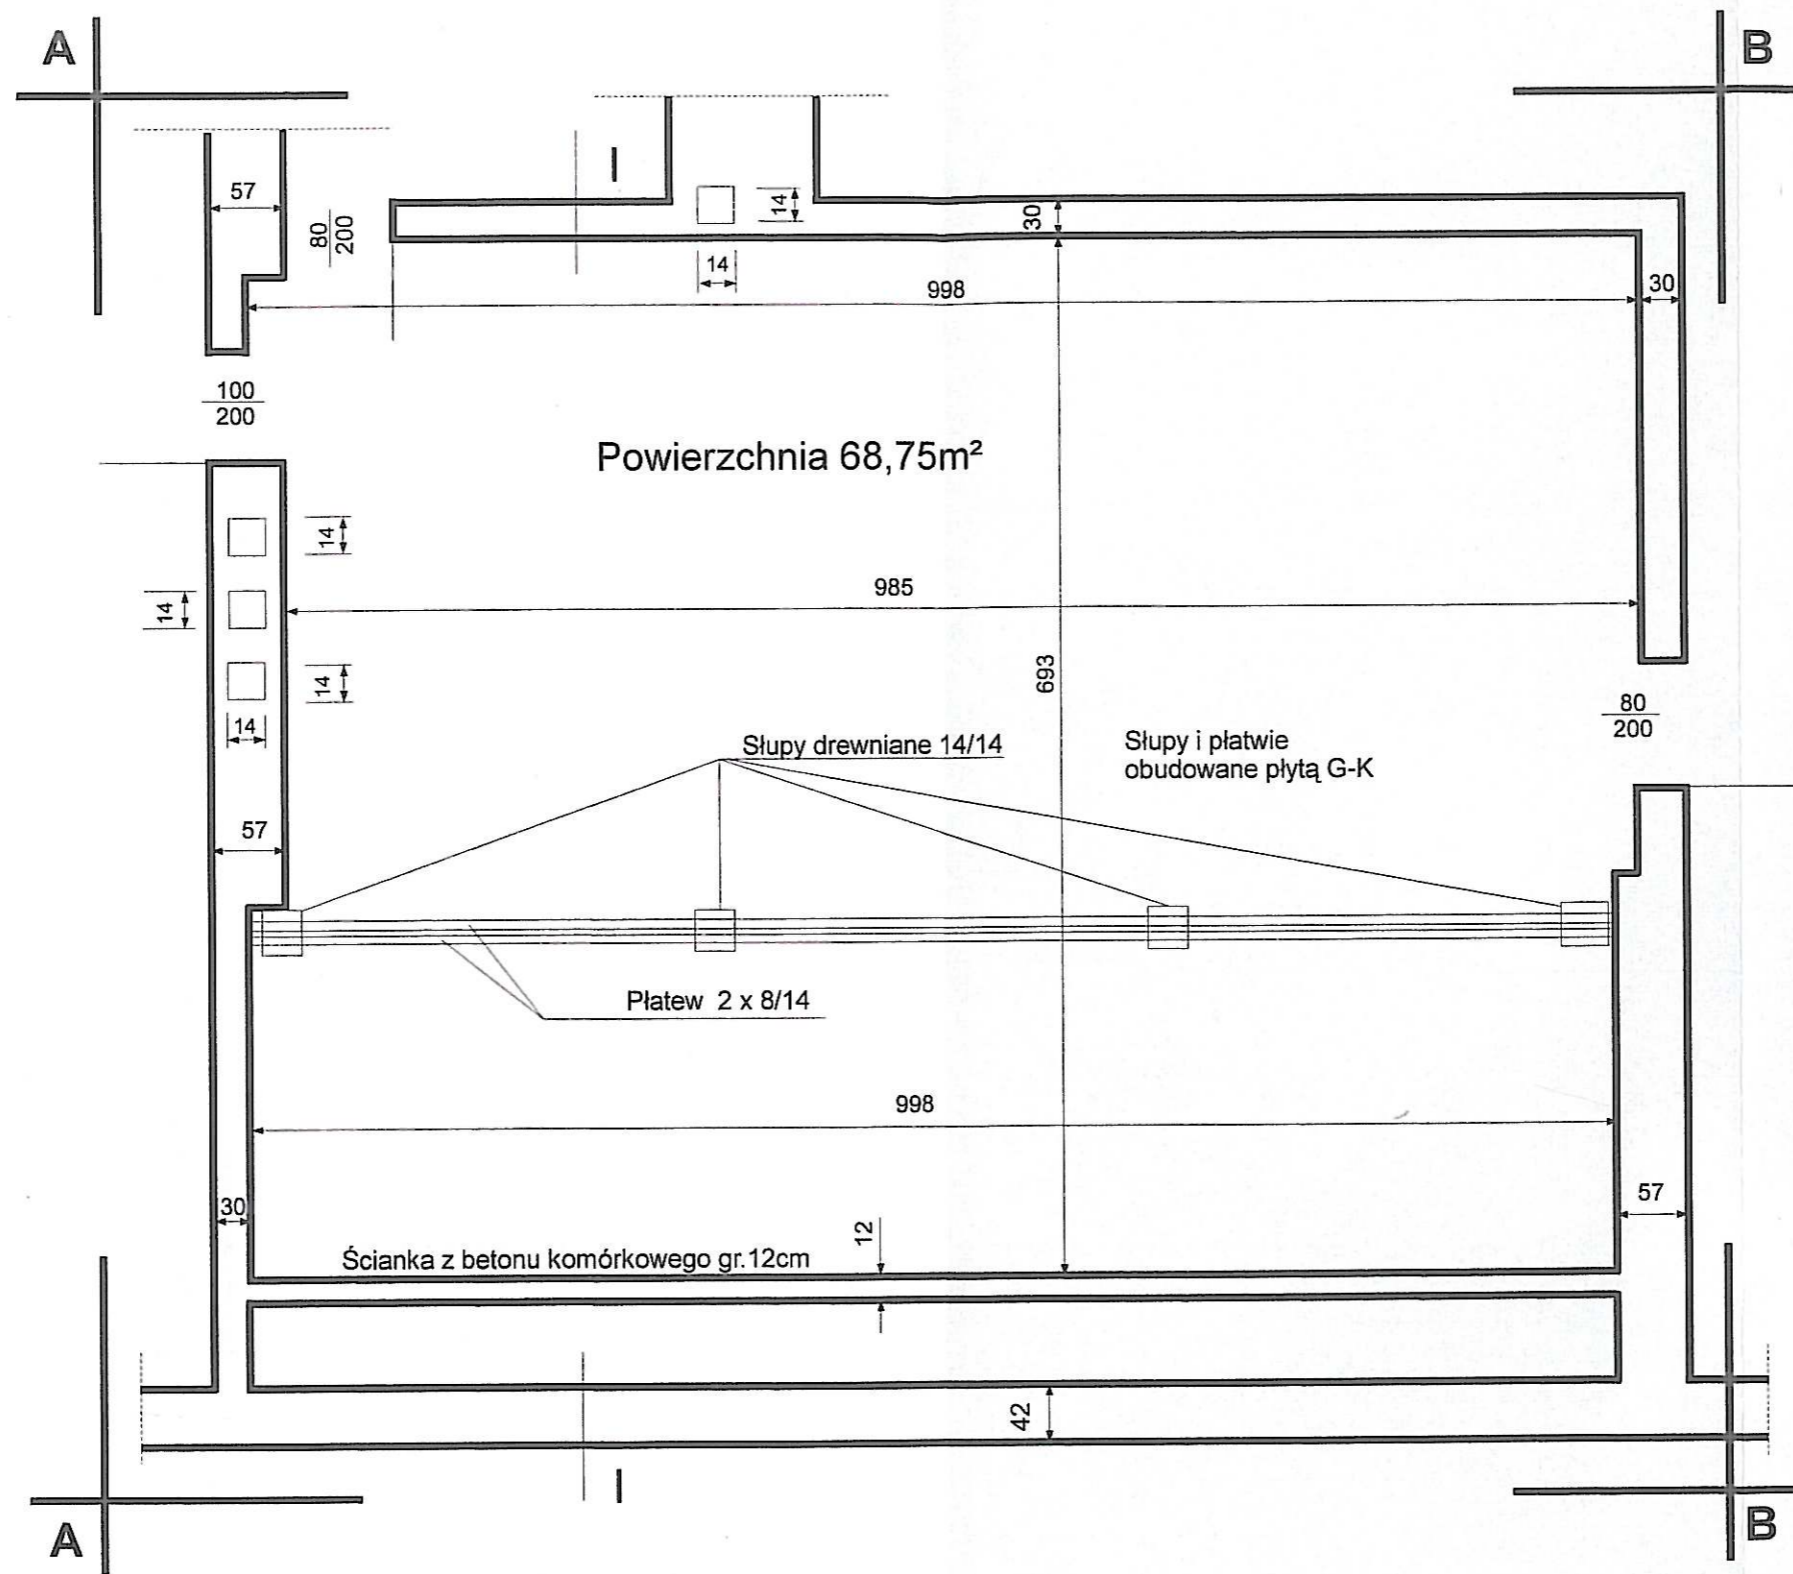 A
B
I
57
80
200
14
30
14
998
30
100
200
Powierzchnia 68,75m²
14
985
14
693
14
14
80
200
Słupy drewniane 14/14
Słupy i płatwie
obudowane płytą G-K
57
Płatew 2 x 8/14
998
30
57
12
Ścianka z betonu komórkowego gr.12cm
42
I
A
B